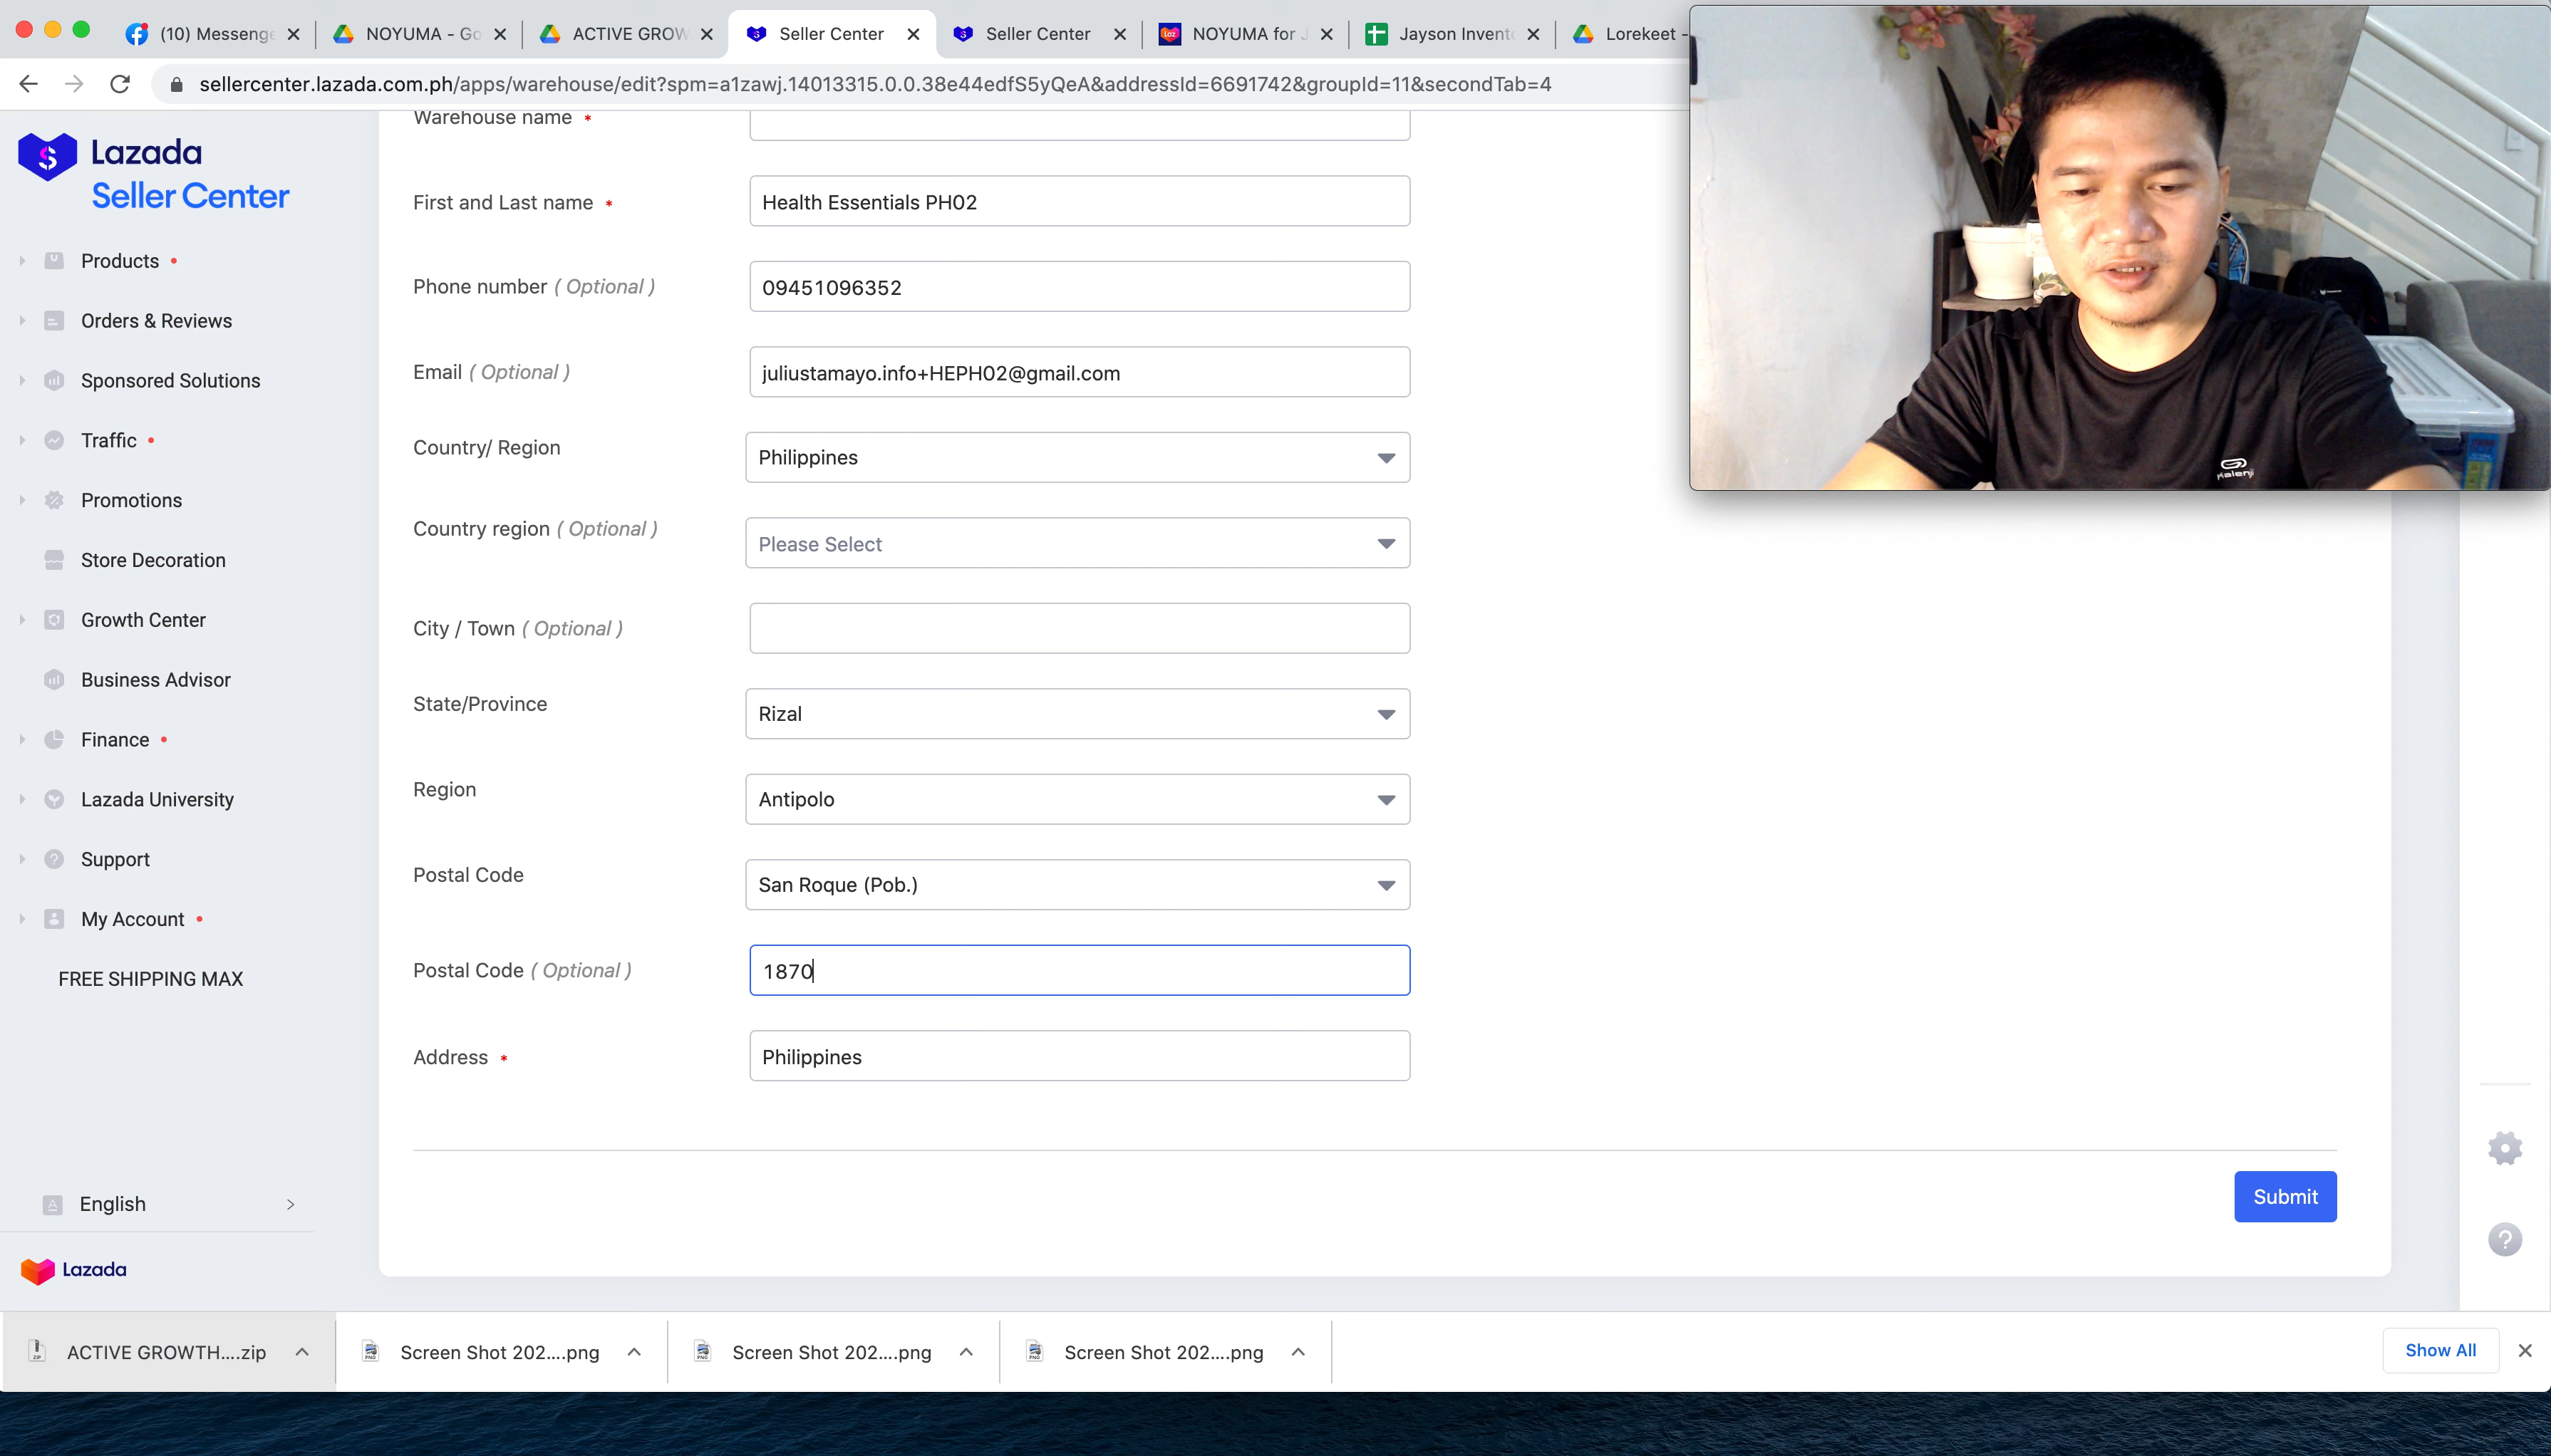 (10) Messenge
NOYUMA - Go
ACTIVE GROW
Seller Center
Seller Center
NOYUMA for J
Jayson Invent
Lorekeet -
sellercenter.lazada.com.ph/apps/warehouse/edit?spm=a1zawj.14013315.0.0.38e44edfS5yQeA&addressId=6691742&groupId=11&secondTab=4
Lazada
Seller Center
Products
Orders & Reviews
Sponsored Solutions
Traffic
Promotions
Store Decoration
Growth Center
Business Advisor
Finance
Lazada University
Support
My Account
FREE SHIPPING MAX
English
Lazada
Warehouse name *
First and Last name * Health Essentials PH02
Phone number ( Optional ) 09451096352
Email ( Optional ) juliustamayo.info+HEPH02@gmail.com
Country/ Region Philippines
Country region ( Optional ) Please Select
City / Town ( Optional )
State/Province Rizal
Region Antipolo
Postal Code San Roque (Pob.)
Postal Code ( Optional ) 1870
Address * Philippines
Submit
Kalenji
ACTIVE GROWTH....zip
Screen Shot 202....png
Screen Shot 202....png
Screen Shot 202....png
Show All